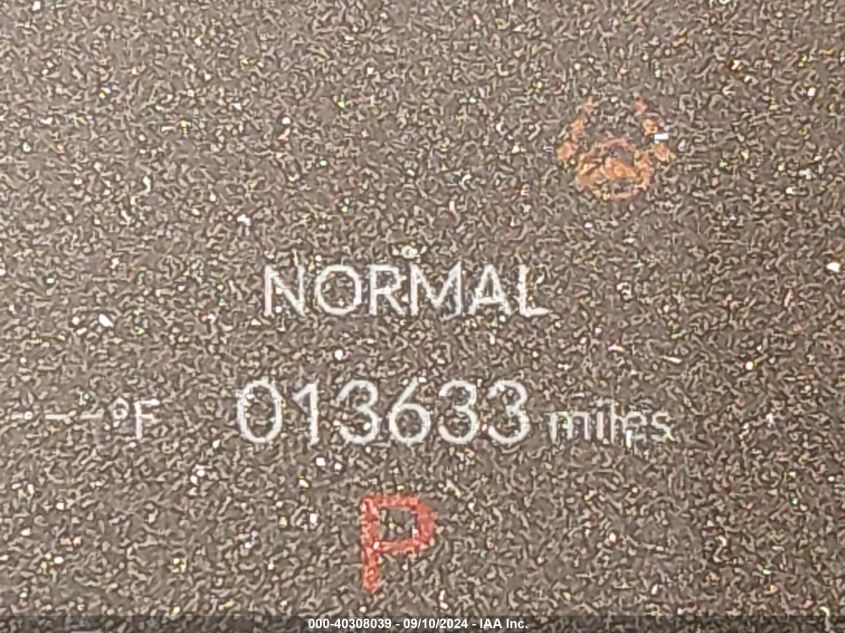 NORMAL
---°F 013633 miles
P
000-40308039 - 09/10/2024 - IAA Inc.